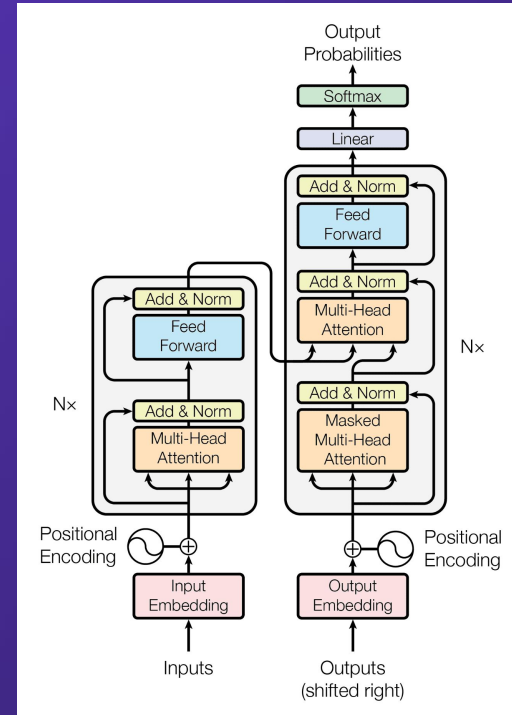 Output
Probabilities
Softmax
Linear
Add & Norm
Feed
Forward
Add & Norm
Multi-Head
Attention
Add & Norm
Masked
Multi-Head
Attention
Nx
Add & Norm
Feed
Forward
Add & Norm
Multi-Head
Attention
Nx
Positional
Encoding
Positional
Encoding
Input
Embedding
Output
Embedding
Inputs
Outputs
(shifted right)